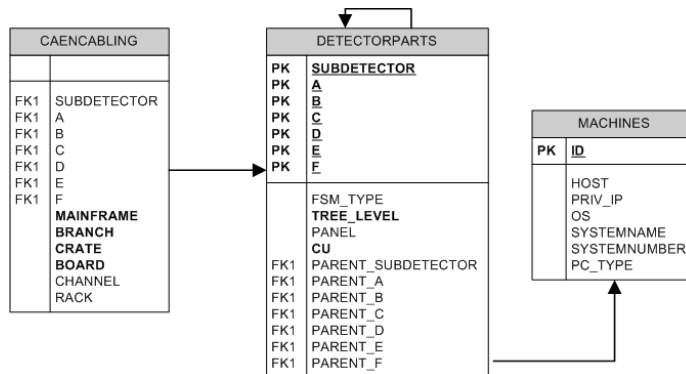 CAENCABLING
FK1 SUBDETECTOR
FK1 A
FK1 B
FK1 C
FK1 D
FK1 E
FK1 F
MAINFRAME
BRANCH
CRATE
BOARD
CHANNEL
RACK
DETECTORPARTS
PK SUBDETECTOR
PK A
PK B
PK C
PK D
PK E
PK F
FSM_TYPE
TREE_LEVEL
PANEL
CU
FK1 PARENT_SUBDETECTOR
FK1 PARENT_A
FK1 PARENT_B
FK1 PARENT_C
FK1 PARENT_D
FK1 PARENT_E
FK1 PARENT_F
MACHINES
PK ID
HOST
PRIV_IP
OS
SYSTEMNAME
SYSTEMNUMBER
PC_TYPE